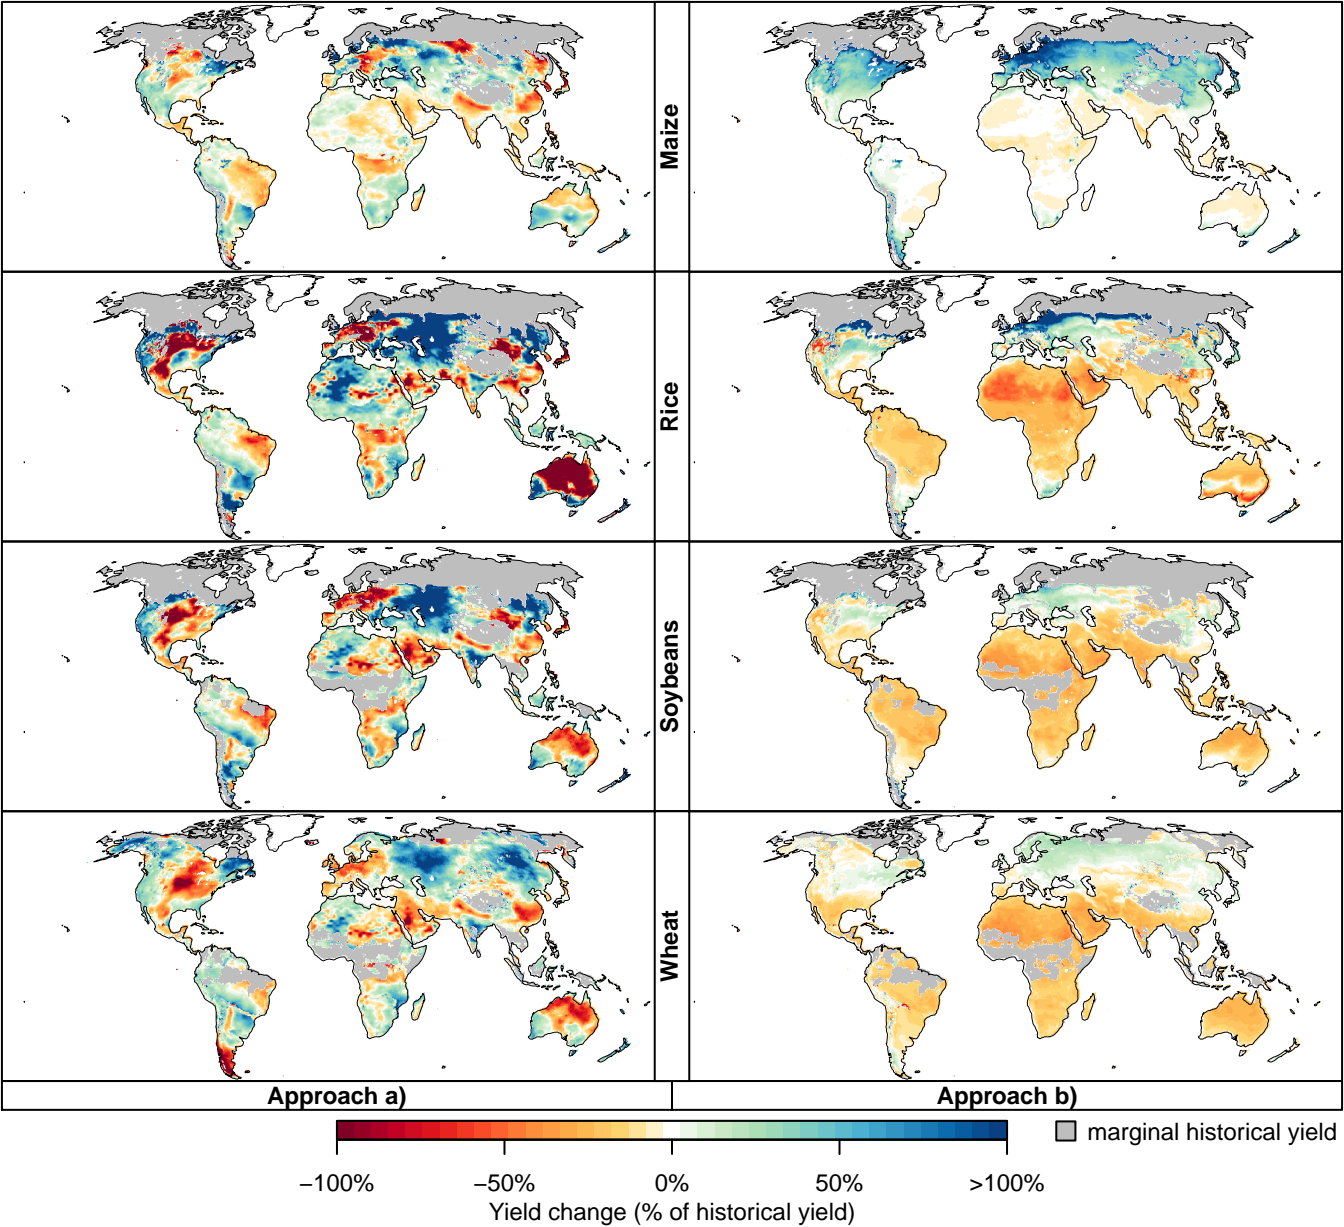 Maize
Rice
Soybeans
Wheat
Approach a)
Approach b)
marginal historical yield
−100%
−50%
0%
50%
>100%
Yield change (% of historical yield)